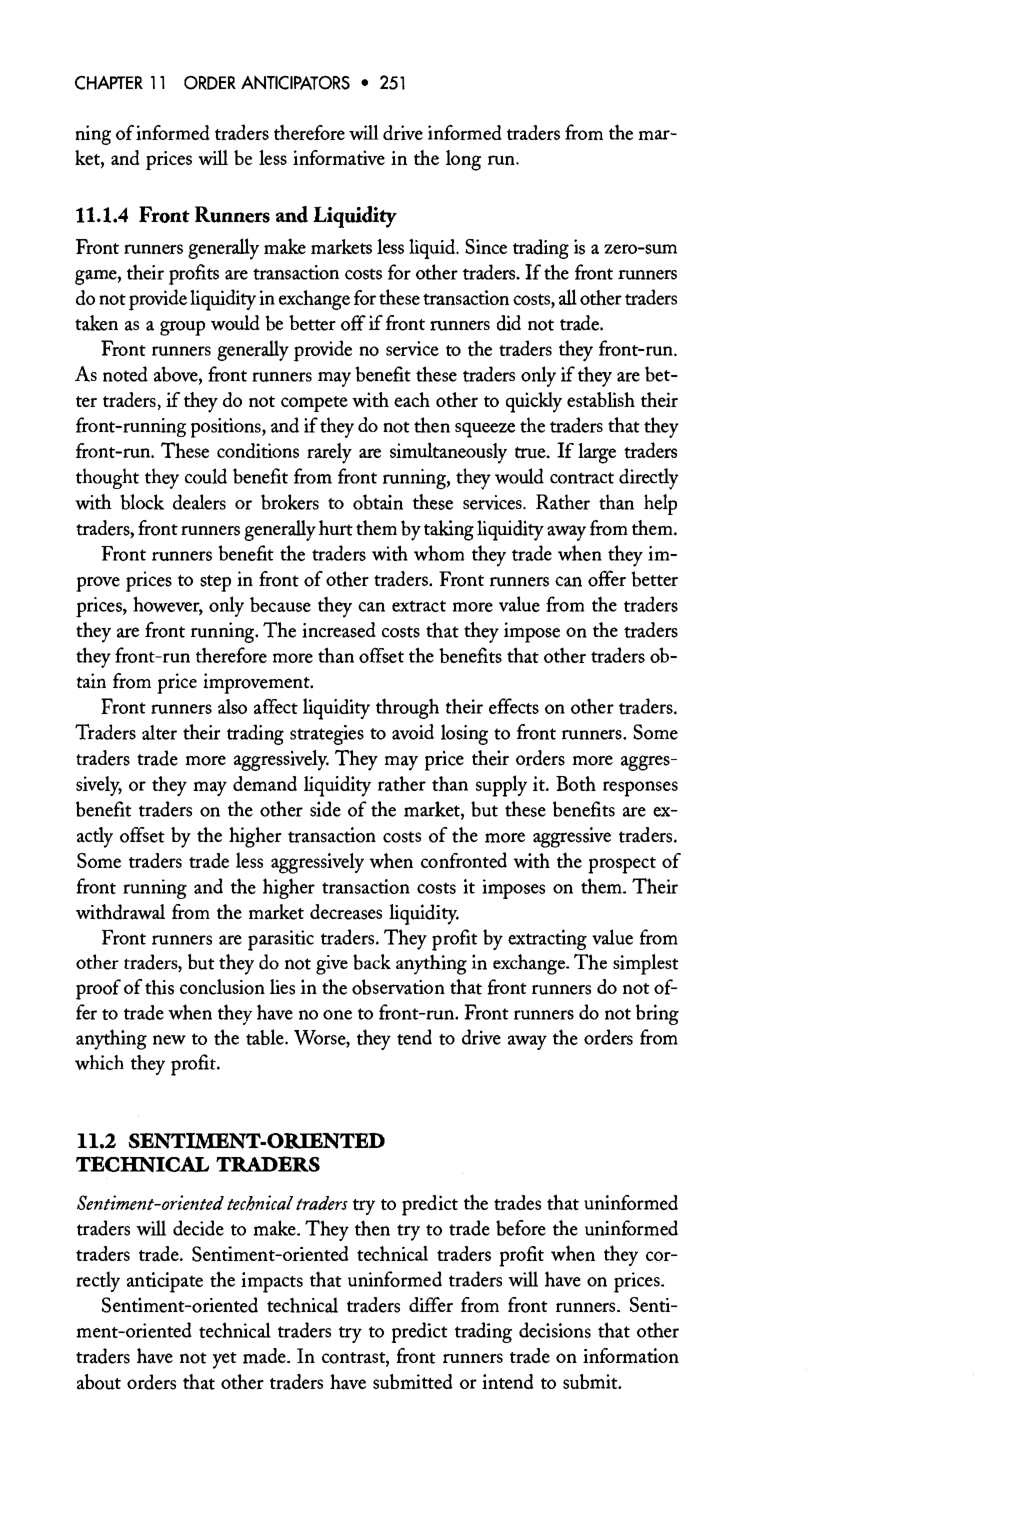 CHAPTER 11 ORDER ANTICIPATORS • 251
ning of informed traders therefore will drive informed traders from the mar-
ket, and prices will be less informative in the long run.
11.1.4 Front Runners and Liquidity
Front runners generally make markets less liquid. Since trading is a zero-sum
game, their profits are transaction costs for other traders. If the front runners
do not provide liquidity in exchange for these transaction costs, all other traders
taken as a group would be better off if front runners did not trade.
Front runners generally provide no service to the traders they front-run.
As noted above, front runners may benefit these traders only if they are bet-
ter traders, if they do not compete with each other to quickly establish their
front-running positions, and if they do not then squeeze the traders that they
front-run. These conditions rarely are simultaneously true. If large traders
thought they could benefit from front running, they would contract directly
with block dealers or brokers to obtain these services. Rather than help
traders, front runners generally hurt them by taking liquidity away from them.
Front runners benefit the traders with whom they trade when they im-
prove prices to step in front of other traders. Front runners can offer better
prices, however, only because they can extract more value from the traders
they are front running. The increased costs that they impose on the traders
they front-run therefore more than offset the benefits that other traders ob-
tain from price improvement.
Front runners also affect liquidity through their effects on other traders.
Traders alter their trading strategies to avoid losing to front runners. Some
traders trade more aggressively. They may price their orders more aggres-
sively, or they may demand liquidity rather than supply it. Both responses
benefit traders on the other side of the market, but these benefits are ex-
actly offset by the higher transaction costs of the more aggressive traders.
Some traders trade less aggressively when confronted with the prospect of
front running and the higher transaction costs it imposes on them. Their
withdrawal from the market decreases liquidity.
Front runners are parasitic traders. They profit by extracting value from
other traders, but they do not give back anything in exchange. The simplest
proof of this conclusion lies in the observation that front runners do not of-
fer to trade when they have no one to front-run. Front runners do not bring
anything new to the table. Worse, they tend to drive away the orders from
which they profit.
11.2 SENTIMENT-ORIENTED
TECHNICAL TRADERS
Sentiment-oriented technical traders try to predict the trades that uninformed
traders will decide to make. They then try to trade before the uninformed
traders trade. Sentiment-oriented technical traders profit when they cor-
rectly anticipate the impacts that uninformed traders will have on prices.
Sentiment-oriented technical traders differ from front runners. Senti-
ment-oriented technical traders try to predict trading decisions that other
traders have not yet made. In contrast, front runners trade on information
about orders that other traders have submitted or intend to submit.